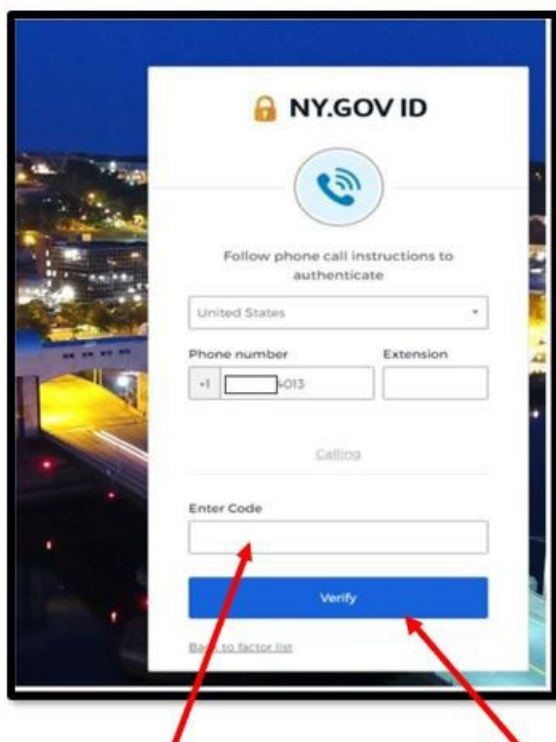 NY.GOV ID
Follow phone call instructions to
authenticate
United States
Phone number Extension
+1 4013
Calling
Enter Code
Verify
Back to factor list